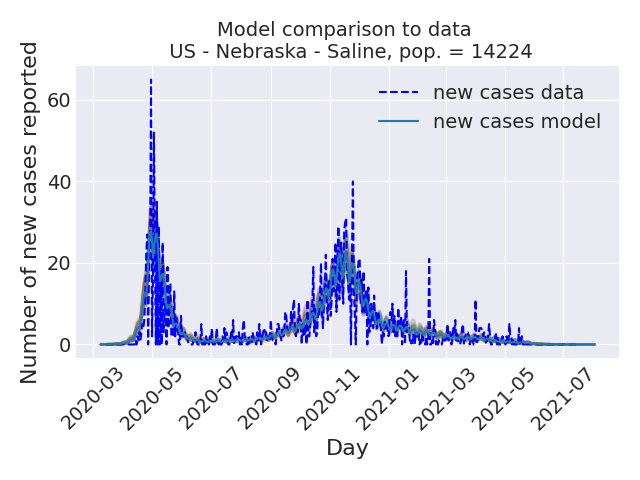 Model comparison to data
US - Nebraska - Saline, pop. = 14224
Number of new cases reported
60
40
20
0
new cases data
new cases model
2020-03
2020-05
2020-07
2020-09
2020-11
2021-01
2021-03
2021-05
2021-07
Day